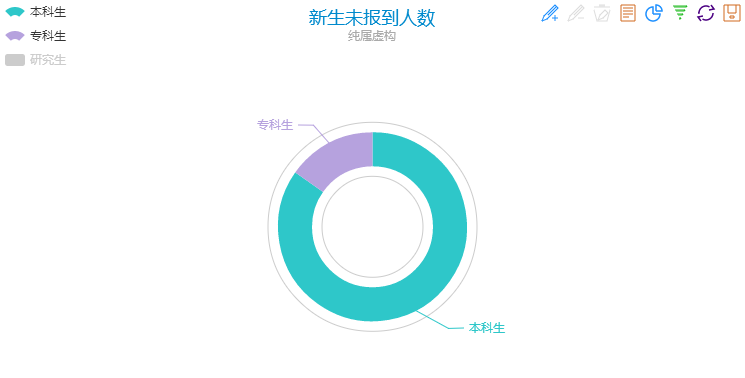 本科生
专科生
研究生
新生未报到人数
纯属虚构
专科生
本科生